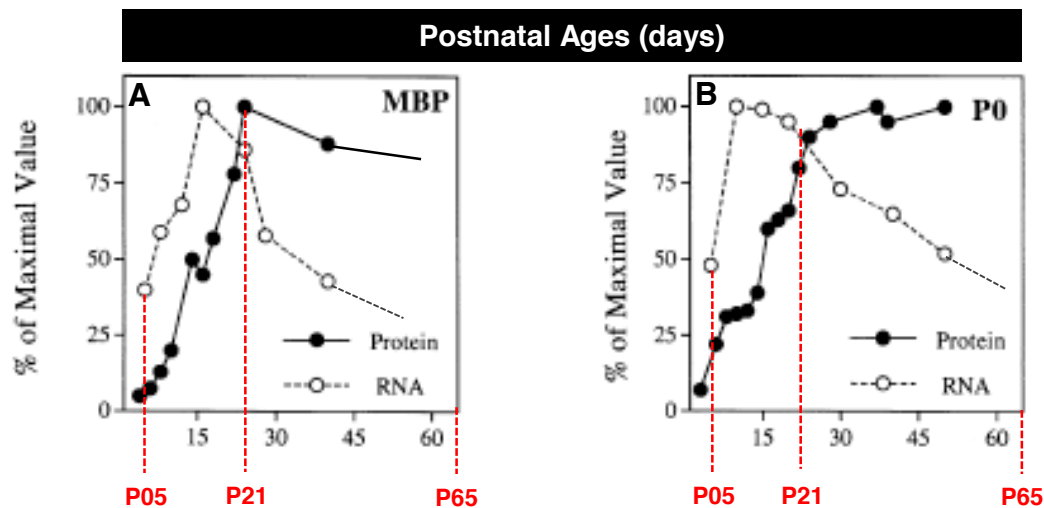 Postnatal Ages (days)
A
MBP
% of Maximal Value
100
75
50
25
0
Protein
RNA
15 30 45 60
P05 P21 P65
B
P0
% of Maximal Value
100
75
50
25
0
Protein
RNA
15 30 45 60
P05 P21 P65